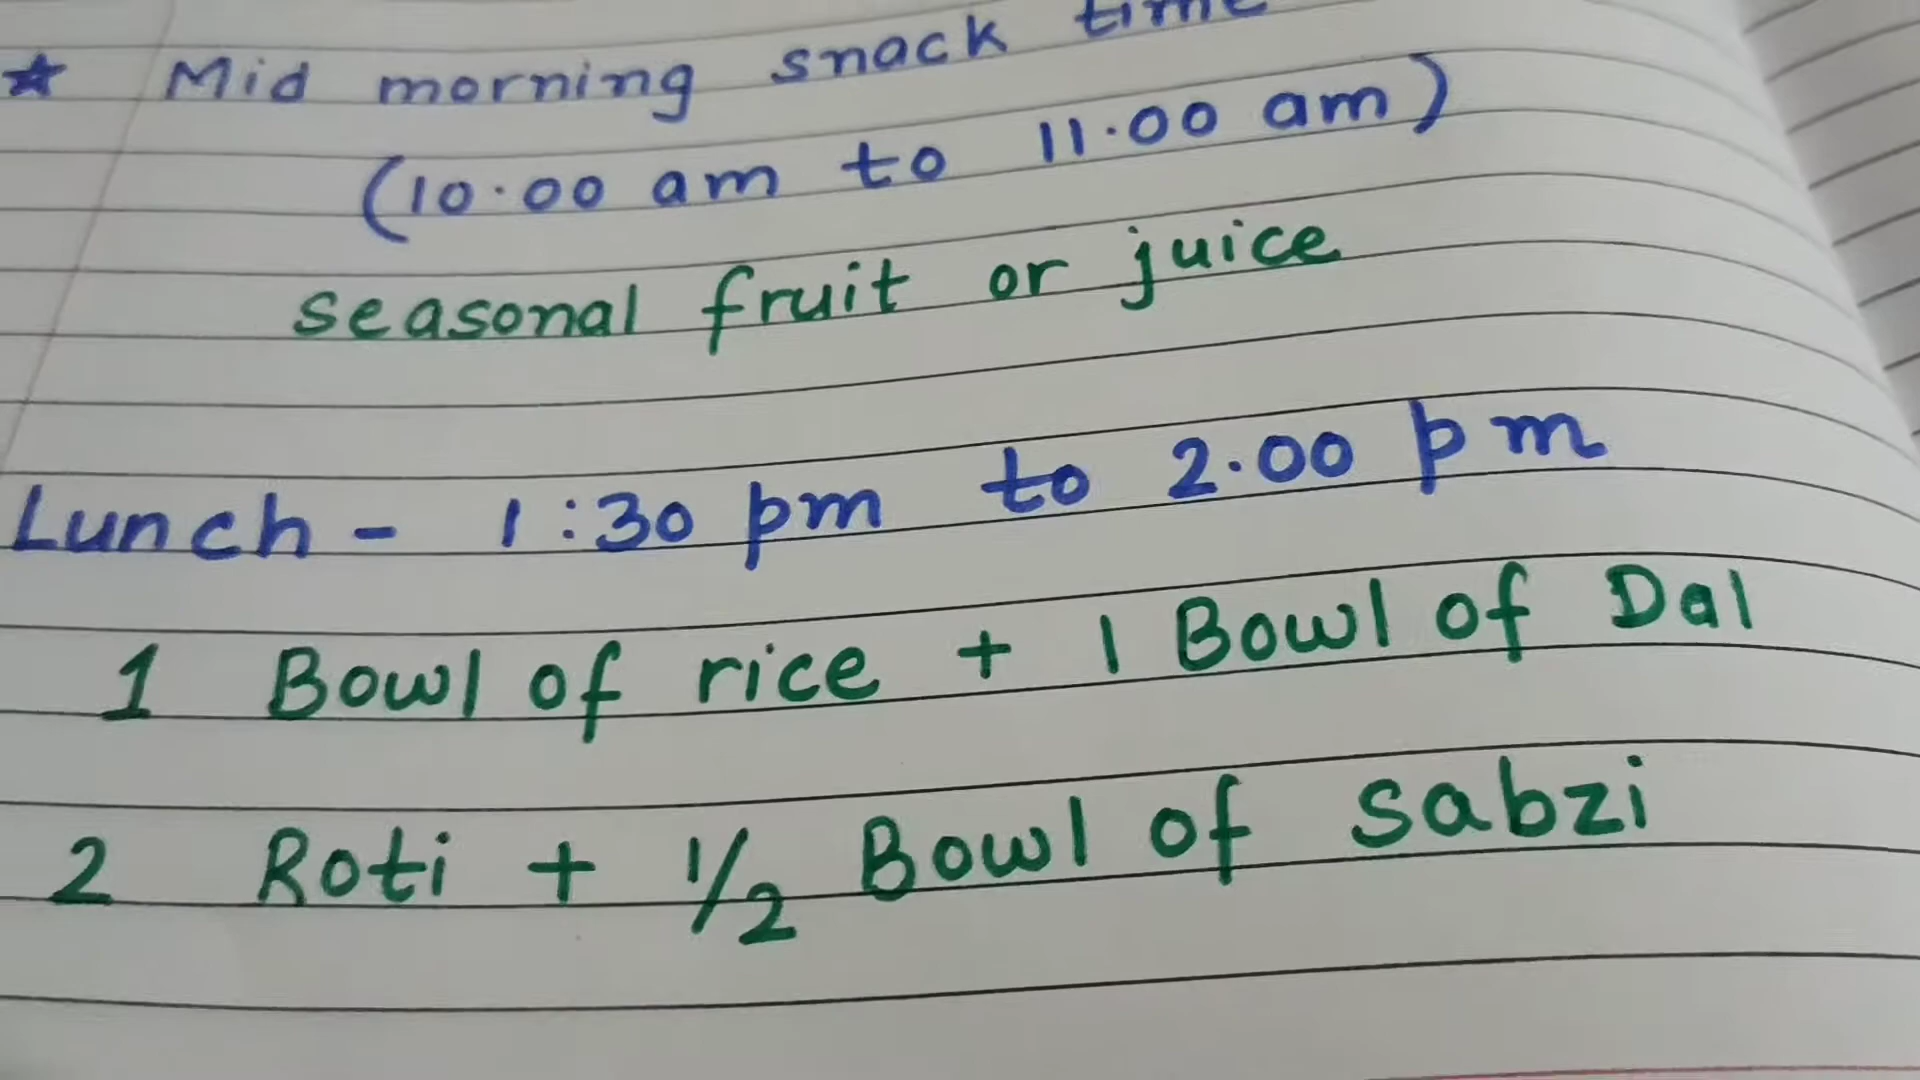 ☆ Mid morning snack time
(10.00 am to 11.00 am)
seasonal fruit or juice
Lunch - 1:30 pm to 2.00 pm
1 Bowl of rice + 1 Bowl of Dal
2 Roti + 1/2 Bowl of sabzi